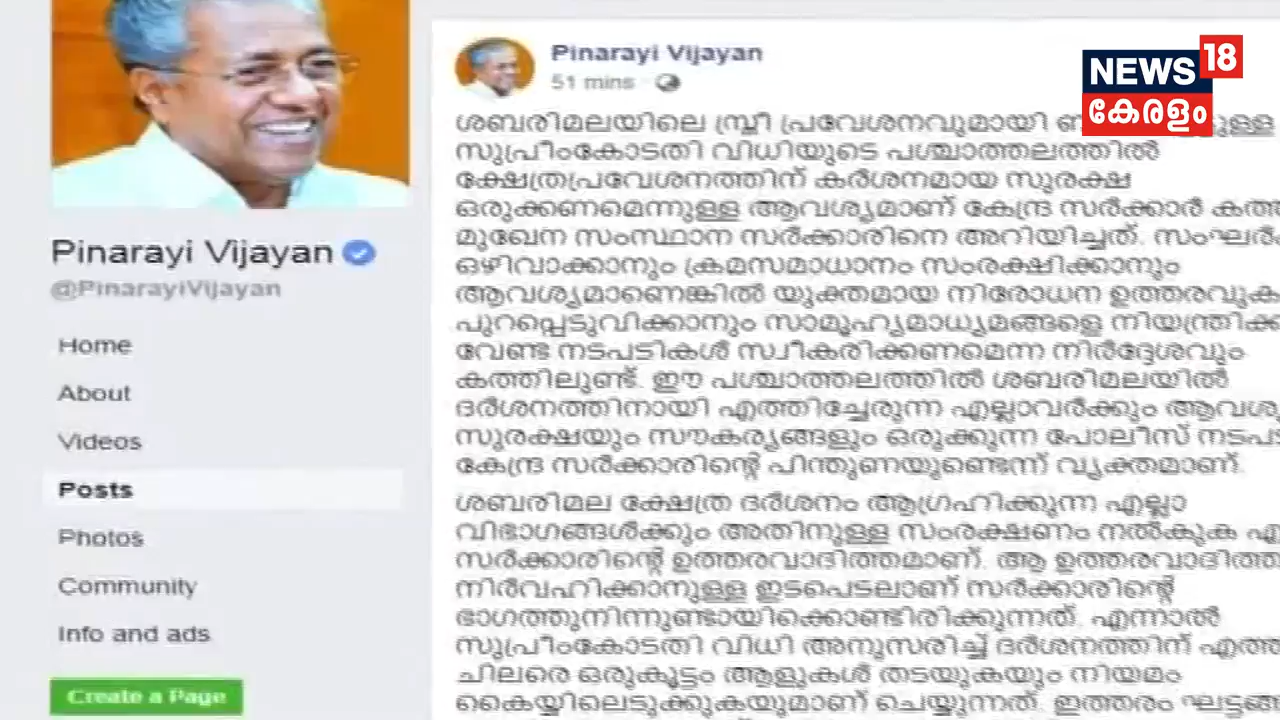 NEWS 18
കേരളം
Pinarayi Vijayan
@PinarayiVijayan
Home
About
Videos
Posts
Photos
Community
Info and ads
Create a Page
Pinarayi Vijayan
51 mins
ശബരിമലയിലെ സ്ത്രീ പ്രവേശനവുമായി
സുപ്രീംകോടതി വിധിയുടെ പശ്ചാത്തലത്തിൽ
ക്ഷേത്രപ്രവേശനത്തിന് കർശനമായ സുരക്ഷ
ഒരുക്കണമെന്നുള്ള ആവശ്യമാണ് കേന്ദ്ര സർക്കാർ
മുഖേന സംസ്ഥാന സർക്കാരിനെ അറിയിച്ചത്.
ഒഴിവാക്കാനും ക്രമസമാധാനം സംരക്ഷിക്കാനും
ആവശ്യമാണെങ്കിൽ യുക്തമായ നിരോധന
പുറപ്പെടുവിക്കാനും സാമൂഹ്യമാധ്യമങ്ങളെ
വേണ്ട നടപടികൾ സ്വീകരിക്കണമെന്ന നിർദ്ദേശവും
കത്തിലുണ്ട്. ഈ പശ്ചാത്തലത്തിൽ ശബരിമലയിൽ
ദർശനത്തിനായി എത്തിച്ചേരുന്ന എല്ലാവർക്കും
സുരക്ഷയും സൗകര്യങ്ങളും ഒരുക്കുന്ന പോലീസ്
കേന്ദ്ര സർക്കാരിന്റെ പിന്തുണയുണ്ടെന്ന് വ്യക്തമാണ്.
ശബരിമല ക്ഷേത്ര ദർശനം ആഗ്രഹിക്കുന്ന എല്ലാ
വിഭാഗങ്ങൾക്കും അതിനുള്ള സംരക്ഷണം നൽകുക
സർക്കാരിന്റെ ഉത്തരവാദിത്തമാണ്. ആ
നിർവഹിക്കാനുള്ള ഇടപെടലാണ് സർക്കാരിന്റെ
ഭാഗത്തുനിന്നുണ്ടായിക്കൊണ്ടിരിക്കുന്നത്. എന്നാൽ
സുപ്രീംകോടതി വിധി അനുസരിച്ച് ദർശനത്തിന്
ചിലരെ ഒരുകൂട്ടം ആളുകൾ തടയുകയും നിയമം
കൈയ്യിലെടുക്കുകയുമാണ് ചെയ്യുന്നത്. ഇത്തരം